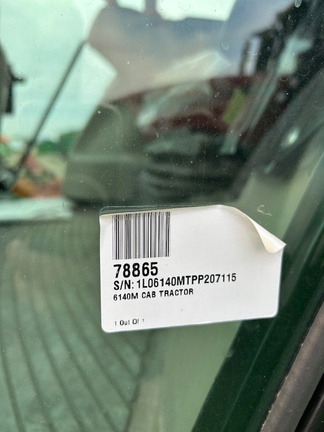 78865
S/N: 1L06140MTPP207115
6140M CAB TRACTOR
1 Out Of 1